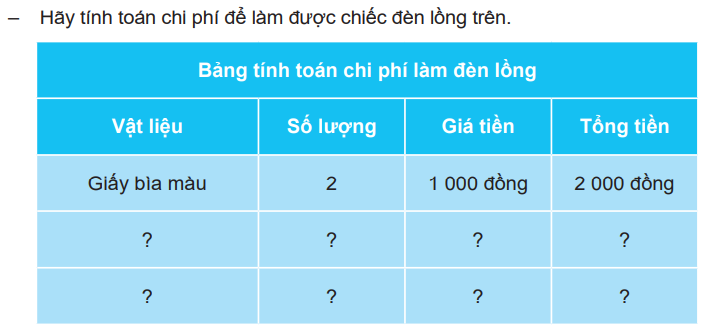 – Hãy tính toán chi phí để làm được chiếc đèn lồng trên.
Bảng tính toán chi phí làm đèn lồng
Vật liệu Số lượng Giá tiền Tổng tiền
Giấy bìa màu 2 1 000 đồng 2 000 đồng
? ? ? ?
? ? ? ?